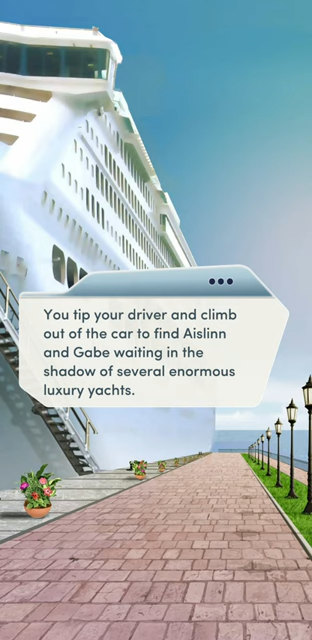 You tip your driver and climb
out of the car to find Aislinn
and Gabe waiting in the
shadow of several enormous
luxury yachts.